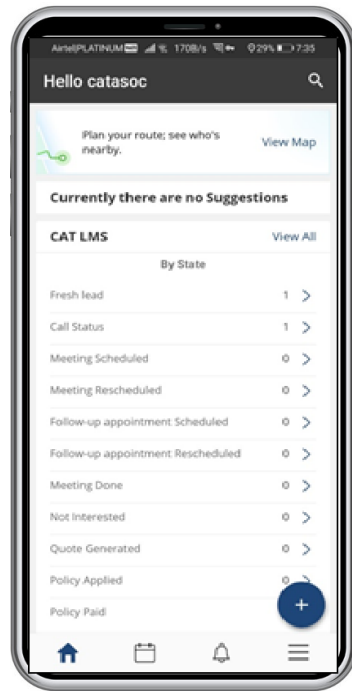 Airtel|PLATINUM 170B/s 29% 7:35
Hello catasoc
Plan your route; see who's
nearby.
View Map
Currently there are no Suggestions
CAT LMS View All
By State
Fresh lead 1
Call Status 1
Meeting Scheduled 0
Meeting Rescheduled 0
Follow-up appointment Scheduled 0
Follow-up appointment Rescheduled 0
Meeting Done 0
Not Interested 0
Quote Generated 0
Policy Applied 0
Policy Paid
+